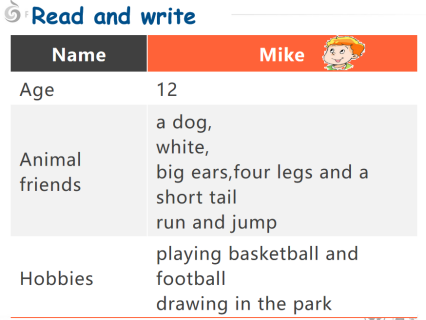 Read and write
Name Mike
Age 12
Animal friends a dog,
white,
big ears,four legs and a
short tail
run and jump
Hobbies playing basketball and
football
drawing in the park